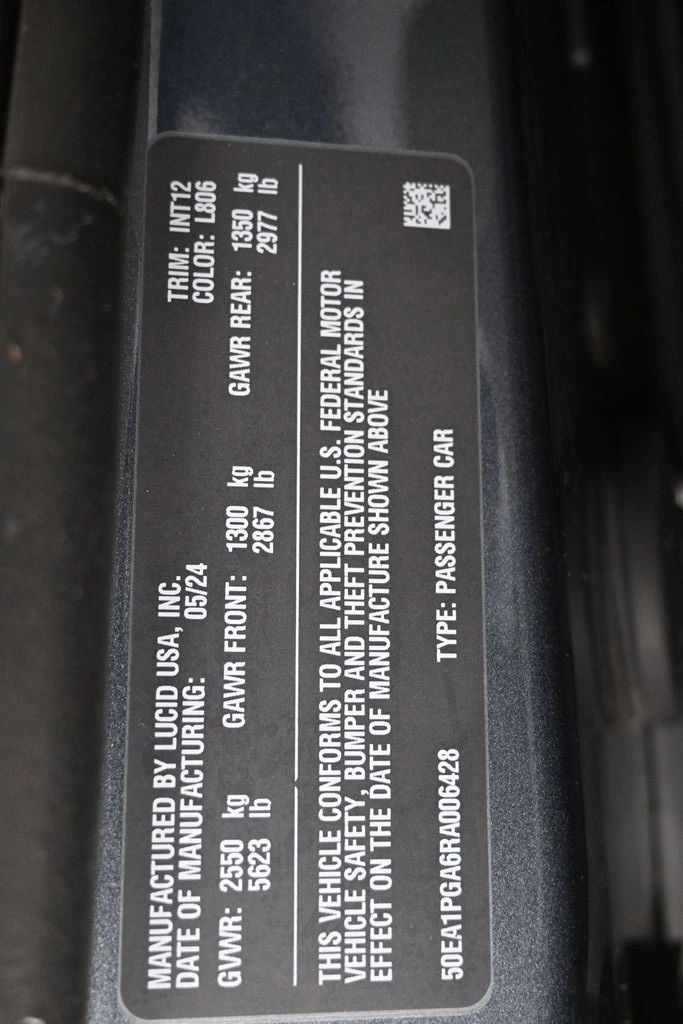 MANUFACTURED BY LUCID USA, INC. TRIM: INT12
DATE OF MANUFACTURING: 05/24 COLOR: L806
GVWR: 2550 kg GAWR FRONT: 1300 kg GAWR REAR: 1350 kg
5623 lb 2867 lb 2977 lb
THIS VEHICLE CONFORMS TO ALL APPLICABLE U.S. FEDERAL MOTOR
VEHICLE SAFETY, BUMPER AND THEFT PREVENTION STANDARDS IN
EFFECT ON THE DATE OF MANUFACTURE SHOWN ABOVE
50EA1PGA6RA006428 TYPE: PASSENGER CAR